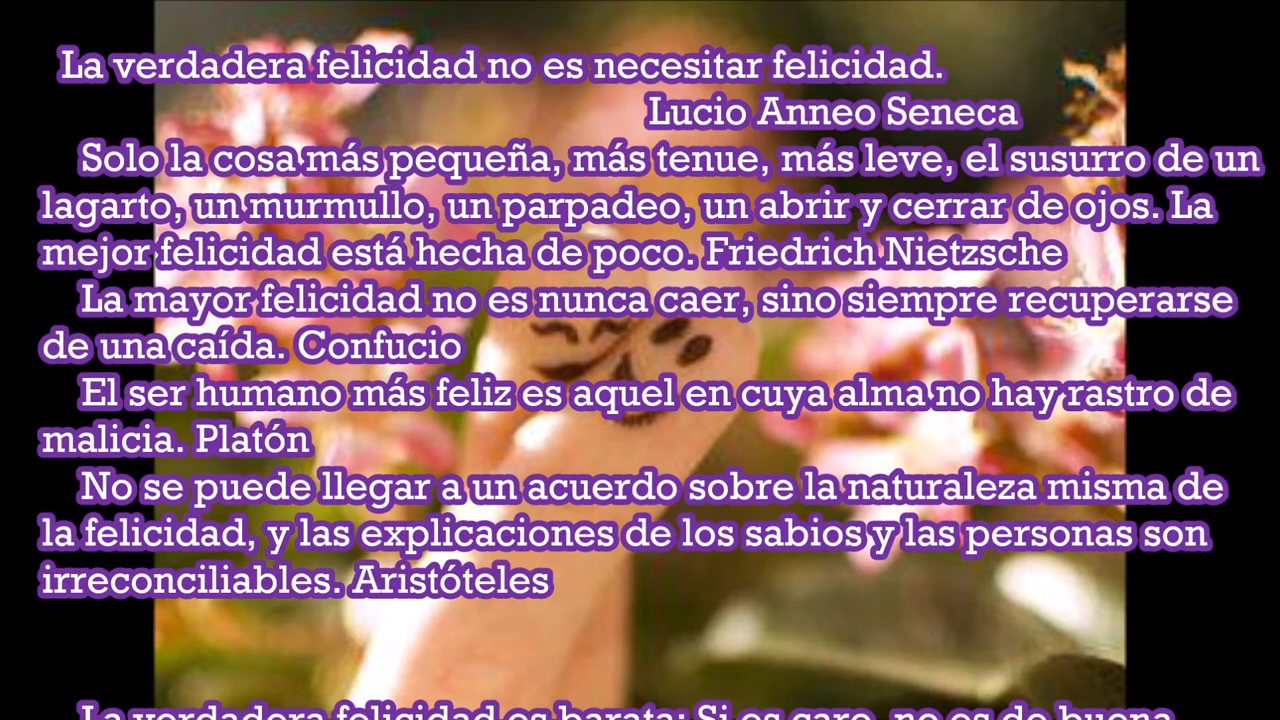 La verdadera felicidad no es necesitar felicidad.
Lucio Anneo Seneca
Solo la cosa más pequeña, más tenue, más leve, el susurro de un
lagarto, un murmullo, un parpadeo, un abrir y cerrar de ojos. La
mejor felicidad está hecha de poco. Friedrich Nietzsche
La mayor felicidad no es nunca caer, sino siempre recuperarse
de una caída. Confucio
El ser humano más feliz es aquel en cuya alma no hay rastro de
malicia. Platón
No se puede llegar a un acuerdo sobre la naturaleza misma de
la felicidad, y las explicaciones de los sabios y las personas son
irreconciliables. Aristóteles
La verdadera felicidad es barata: Si es caro, no es de buena